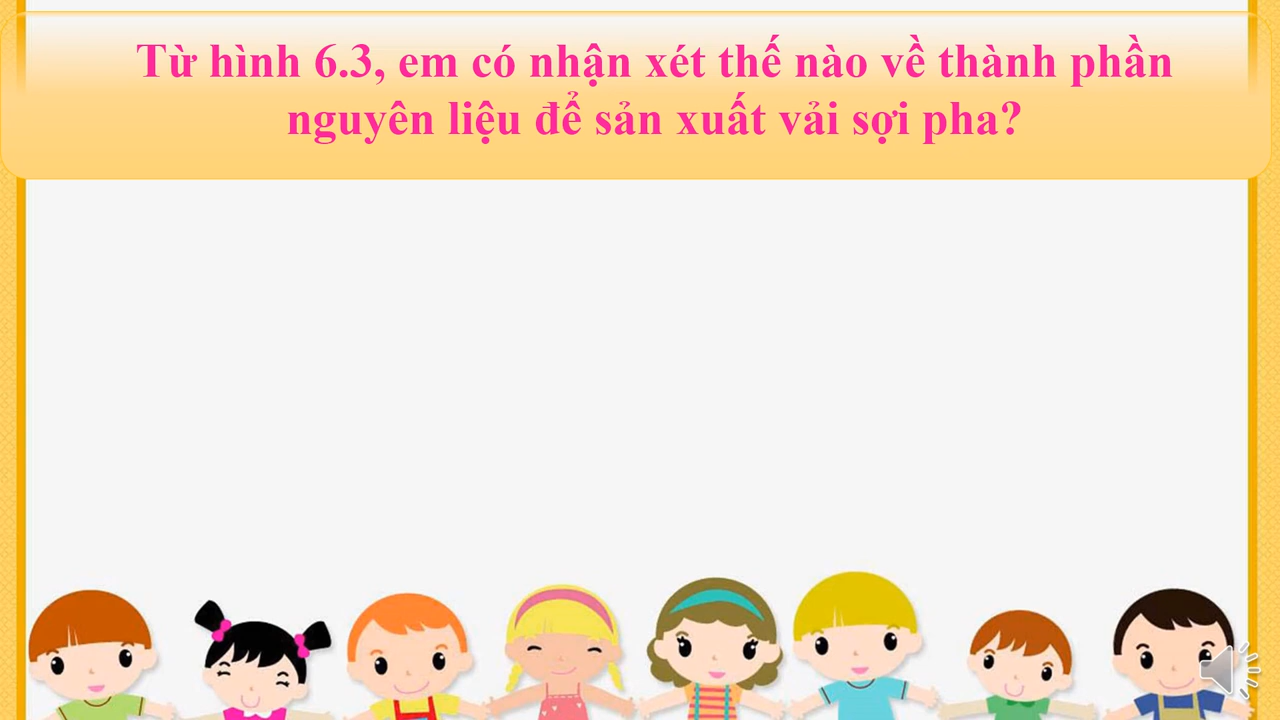 Từ hình 6.3, em có nhận xét thế nào về thành phần
nguyên liệu để sản xuất vải sợi pha?